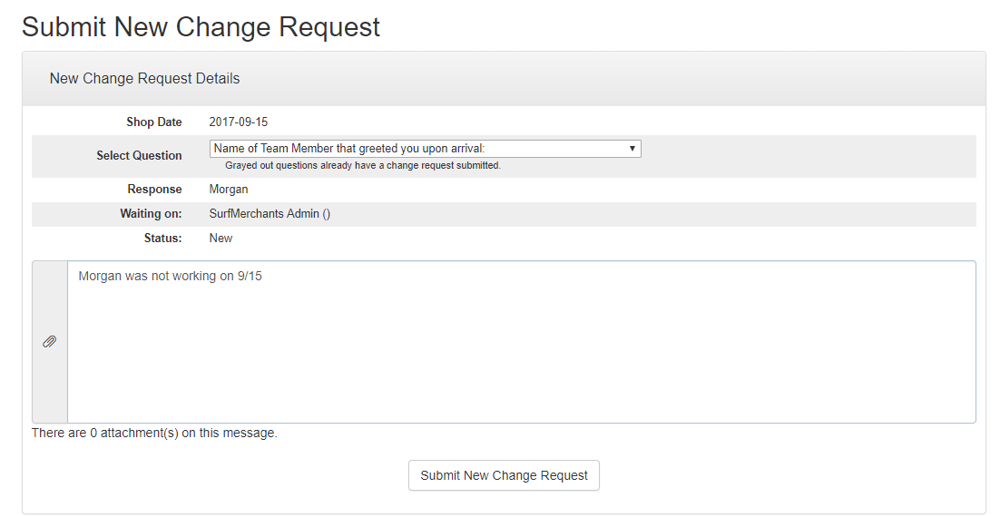 Submit New Change Request
New Change Request Details
Shop Date 2017-09-15
Select Question Name of Team Member that greeted you upon arrival:
Grayed out questions already have a change request submitted.
Response Morgan
Waiting on: SurfMerchants Admin ()
Status: New
Morgan was not working on 9/15
There are 0 attachment(s) on this message.
Submit New Change Request